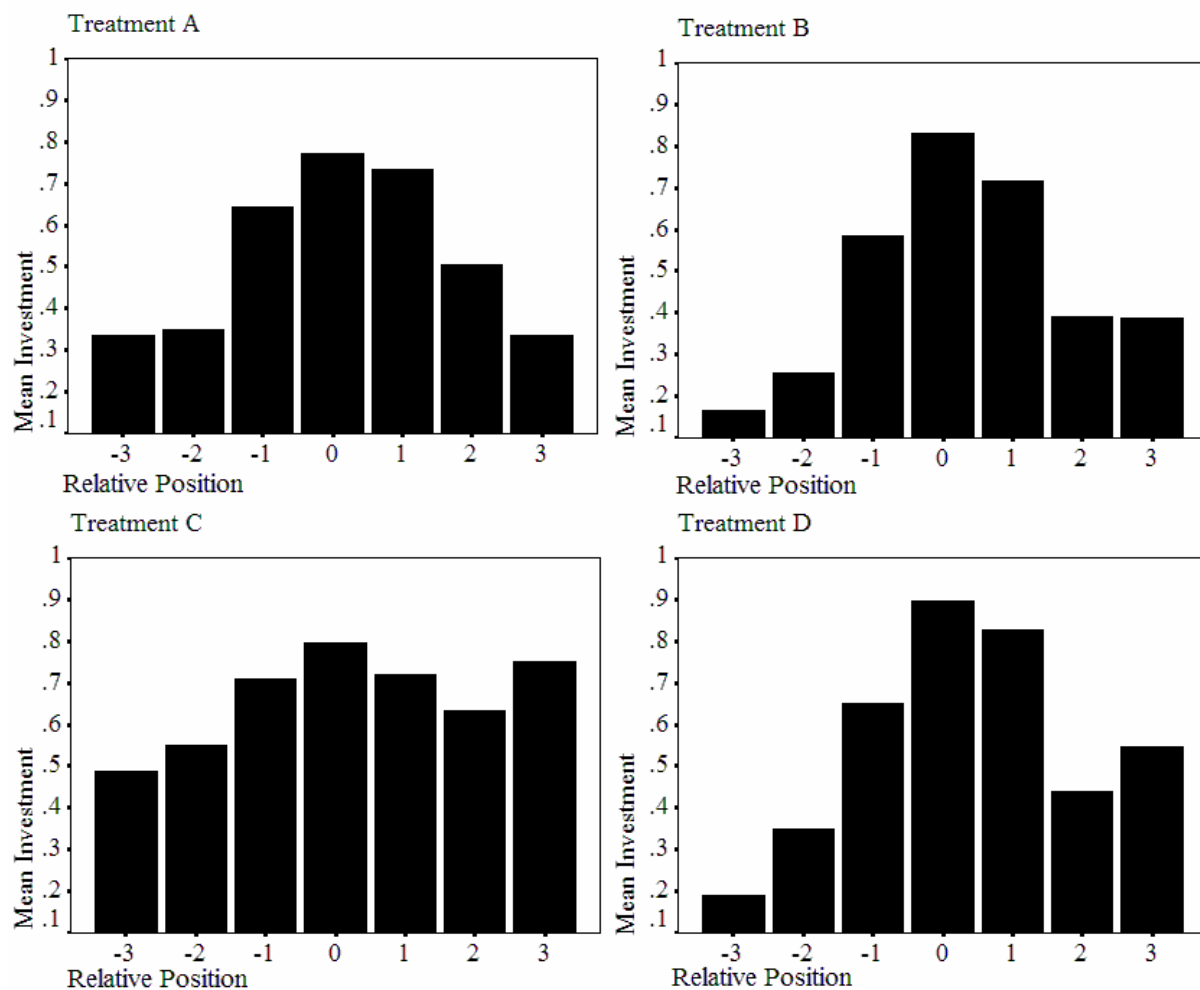 Treatment A
1
.9
.8
.7
.6
.5
.4
.3
.2
.1
Mean Investment
-3 -2 -1 0 1 2 3
Relative Position
Treatment B
1
.9
.8
.7
.6
.5
.4
.3
.2
.1
Mean Investment
-3 -2 -1 0 1 2 3
Relative Position
Treatment C
1
.9
.8
.7
.6
.5
.4
.3
.2
.1
Mean Investment
-3 -2 -1 0 1 2 3
Relative Position
Treatment D
1
.9
.8
.7
.6
.5
.4
.3
.2
.1
Mean Investment
-3 -2 -1 0 1 2 3
Relative Position